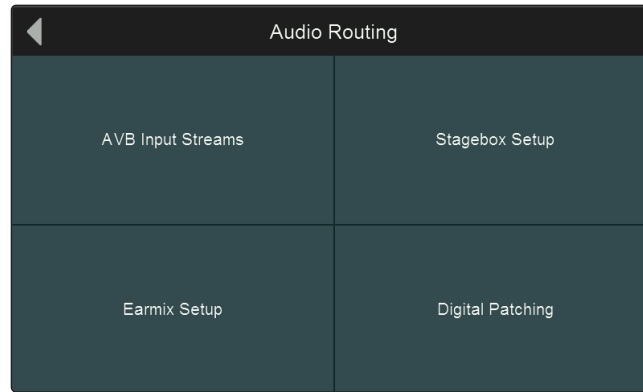 Audio Routing
AVB Input Streams
Stagebox Setup
Earmix Setup
Digital Patching